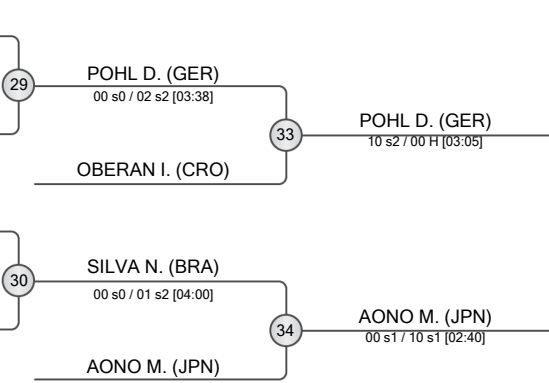 29
POHL D. (GER)
00 s0 / 02 s2 [03:38]
33
POHL D. (GER)
10 s2 / 00 H [03:05]
OBERAN I. (CRO)
30
SILVA N. (BRA)
00 s0 / 01 s2 [04:00]
34
AONO M. (JPN)
00 s1 / 10 s1 [02:40]
AONO M. (JPN)